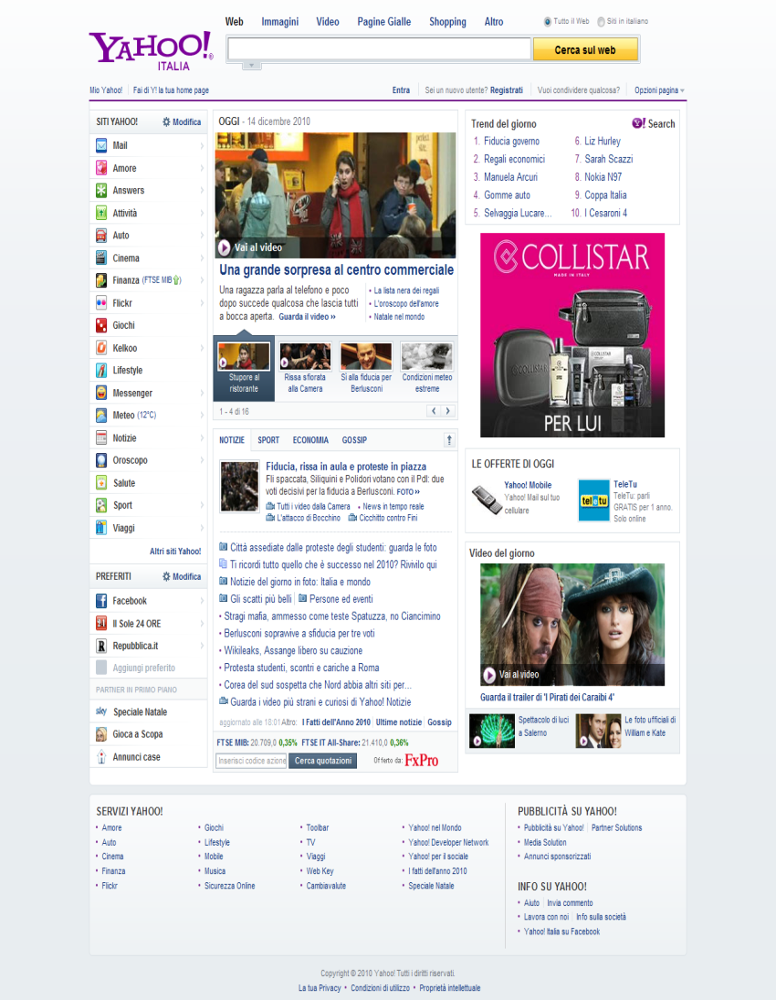 Web Immagini Video Pagine Gialle Shopping Altro
Tutto il Web Siti in italiano
YAHOO!®
ITALIA
Cerca sul web
Mio Yahoo! Fai di Y! la tua home page
Entra Sei un nuovo utente? Registrati Vuoi condividere qualcosa? Opzioni pagina
SITI YAHOO! Modifica
Mail
Amore
Answers
Attività
Auto
Cinema
Finanza (FTSE MIB)
Flickr
Giochi
Kelkoo
Lifestyle
Messenger
Meteo (12°C)
Notizie
Oroscopo
Salute
Sport
Viaggi
Altri siti Yahoo!
PREFERITI Modifica
Facebook
Il Sole 24 ORE
Repubblica.it
Aggiungi preferito
PARTNER IN PRIMO PIANO
sky Speciale Natale
Gioca a Scopa
Annunci case
OGGI - 14 dicembre 2010
Vai al video
Una grande sorpresa al centro commerciale
Una ragazza parla al telefono e poco
dopo succede qualcosa che lascia tutti
a bocca aperta. Guarda il video »
• La lista nera dei regali
• L'oroscopo dell'amore
• Natale nel mondo
Stupore al
ristorante
Rissa sfiorata
alla Camera
Sì alla fiducia per
Berlusconi
Condizioni meteo
estreme
1 - 4 di 16
NOTIZIE SPORT ECONOMIA GOSSIP
Fiducia, rissa in aula e proteste in piazza
Fli spaccata, Siliquini e Polidori votano con il Pdl: due
voti decisivi per la fiducia a Berlusconi. FOTO »
Tutti i video dalla Camera • News in tempo reale
L'attacco di Bocchino Cicchitto contro Fini
Città assediate dalle proteste degli studenti: guarda le foto
Ti ricordi tutto quello che è successo nel 2010? Rivivilo qui
Notizie del giorno in foto: Italia e mondo
Gli scatti più belli Persone ed eventi
• Stragi mafia, ammesso come teste Spatuzza, no Ciancimino
• Berlusconi sopravvive a sfiducia per tre voti
• Wikileaks, Assange libero su cauzione
• Protesta studenti, scontri e cariche a Roma
• Corea del sud sospetta che Nord abbia altri siti per...
Guarda i video più strani e curiosi di Yahoo! Notizie
aggiornato alle 18:01 Altro: I Fatti dell'Anno 2010 Ultime notizie Gossip
FTSE MIB: 20.709,0 0,35% FTSE IT All-Share: 21.410,0 0,36%
Inserisci codice azione Cerca quotazioni Offerto da: FxPro
Trend del giorno Y! Search
1. Fiducia governo
2. Regali economici
3. Manuela Arcuri
4. Gomme auto
5. Selvaggia Lucare...
6. Liz Hurley
7. Sarah Scazzi
8. Nokia N97
9. Coppa Italia
10. I Cesaroni 4
COLLISTAR
MADE IN ITALY
COLLISTAR
COLLISTAR
PER LUI
LE OFFERTE DI OGGI
Yahoo! Mobile
Yahoo! Mail sul tuo
cellulare
teletu
TeleTu
TeleTu: parli
GRATIS per 1 anno.
Solo online
Video del giorno
Vai al video
Guarda il trailer di 'I Pirati dei Caraibi 4'
Spettacolo di luci
a Salerno
Le foto ufficiali di
William e Kate
SERVIZI YAHOO!
• Amore
• Auto
• Cinema
• Finanza
• Flickr
• Giochi
• Lifestyle
• Mobile
• Musica
• Sicurezza Online
• Toolbar
• TV
• Viaggi
• Web Key
• Cambiavalute
• Yahoo! nel Mondo
• Yahoo! Developer Network
• Yahoo! per il sociale
• I fatti dell'anno 2010
• Speciale Natale
PUBBLICITÀ SU YAHOO!
• Pubblicità su Yahoo! Partner Solutions
• Media Solution
• Annunci sponsorizzati
INFO SU YAHOO!
• Aiuto Invia commento
• Lavora con noi Info sulla società
• Yahoo! Italia su Facebook
Copyright © 2010 Yahoo! Tutti i diritti riservati.
La tua Privacy • Condizioni di utilizzo • Proprietà intellettuale